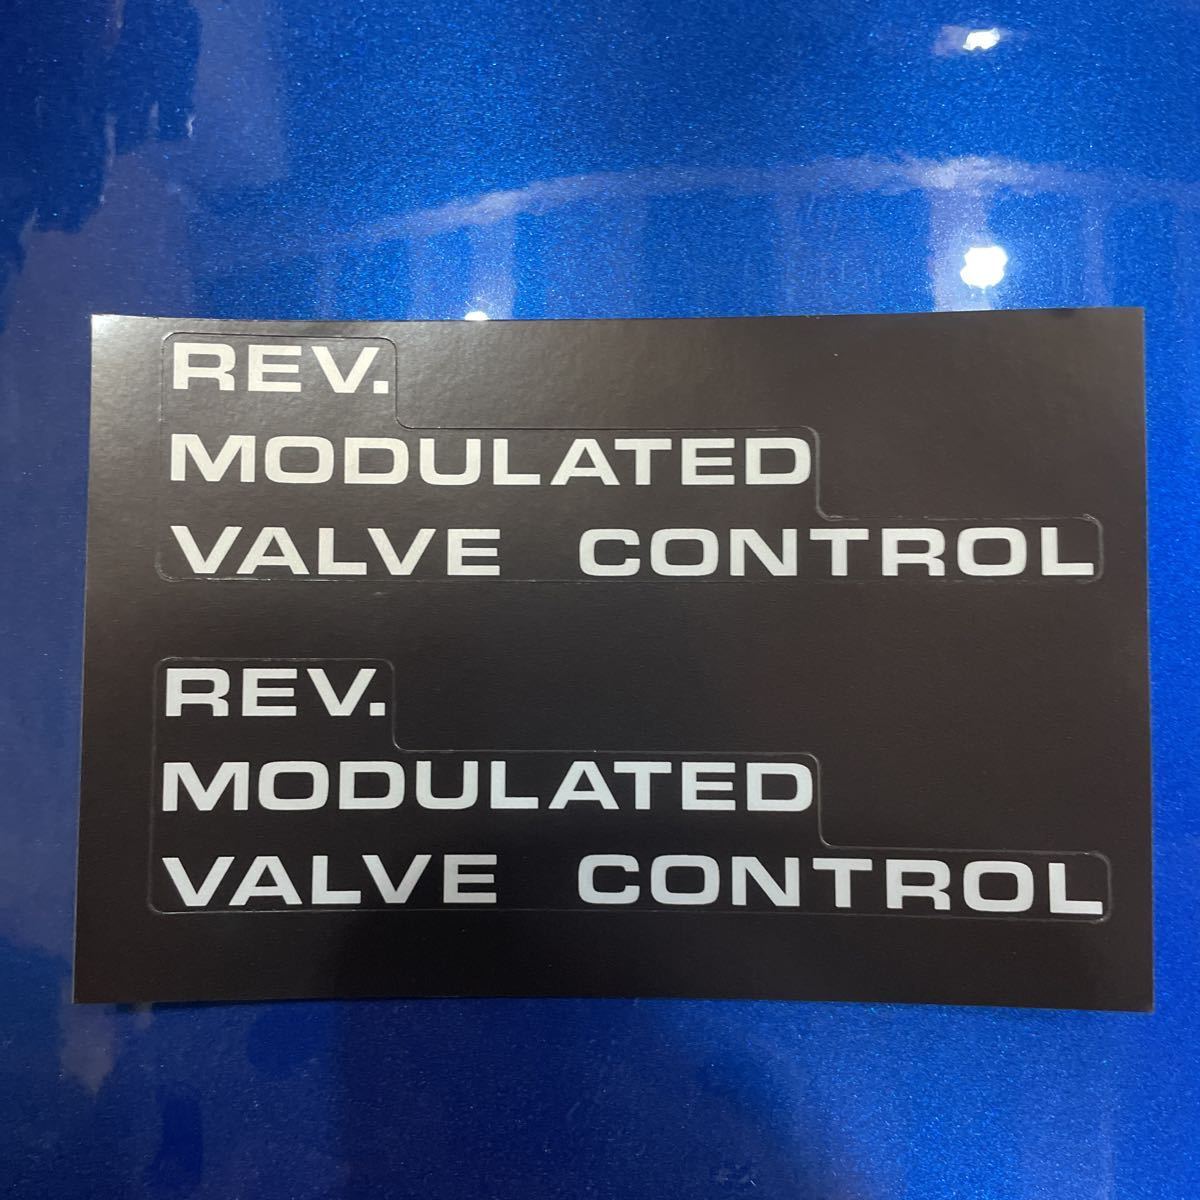 REV.
MODULATED
VALVE CONTROL
REV.
MODULATED
VALVE CONTROL